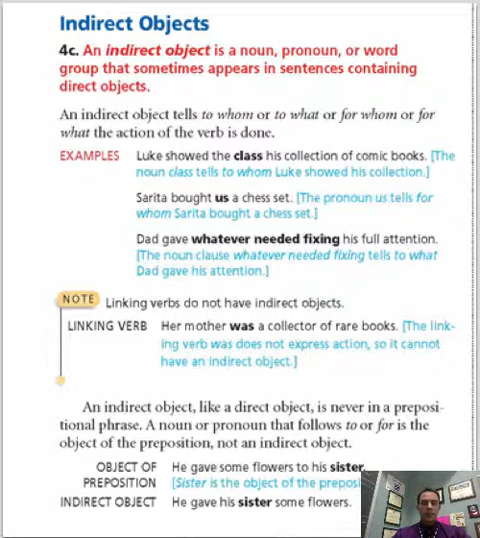 Indirect Objects
4c. An indirect object is a noun, pronoun, or word
group that sometimes appears in sentences containing
direct objects.
An indirect object tells to whom or to what or for whom or for
what the action of the verb is done.
EXAMPLES Luke showed the class his collection of comic books. [The
noun class tells to whom Luke showed his collection.]
Sarita bought us a chess set. [The pronoun us tells for
whom Sarita bought a chess set.]
Dad gave whatever needed fixing his full attention.
[The noun clause whatever needed fixing tells to what
Dad gave his attention.]
NOTE Linking verbs do not have indirect objects.
LINKING VERB Her mother was a collector of rare books. [The link-
ing verb was does not express action, so it cannot
have an indirect object.]
An indirect object, like a direct object, is never in a preposi-
tional phrase. A noun or pronoun that follows to or for is the
object of the preposition, not an indirect object.
OBJECT OF He gave some flowers to his sister.
PREPOSITION [Sister is the object of the preposi
INDIRECT OBJECT He gave his sister some flowers.